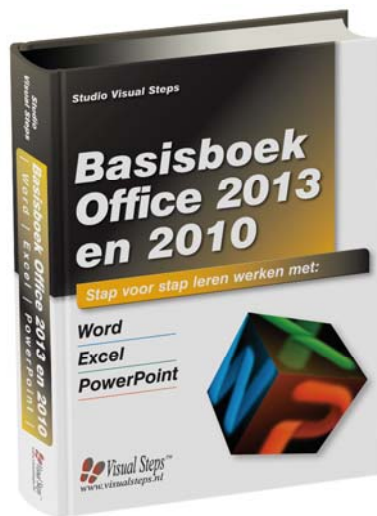 Studio Visual Steps
Basisboek
Office 2013
en 2010
Stap voor stap leren werken met:
Word
Excel
PowerPoint
Visual Steps™
www.visualsteps.nl
Studio
Visual Steps
Basisboek Office 2013 en 2010
| Word | Excel | PowerPoint |
W
X
P